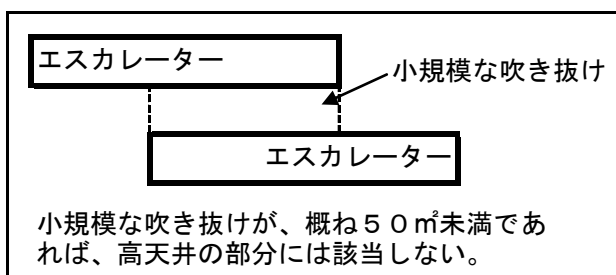 エスカレーター
小規模な吹き抜け
エスカレーター
小規模な吹き抜けが、概ね５０㎡未満であ
れば、高天井の部分には該当しない。